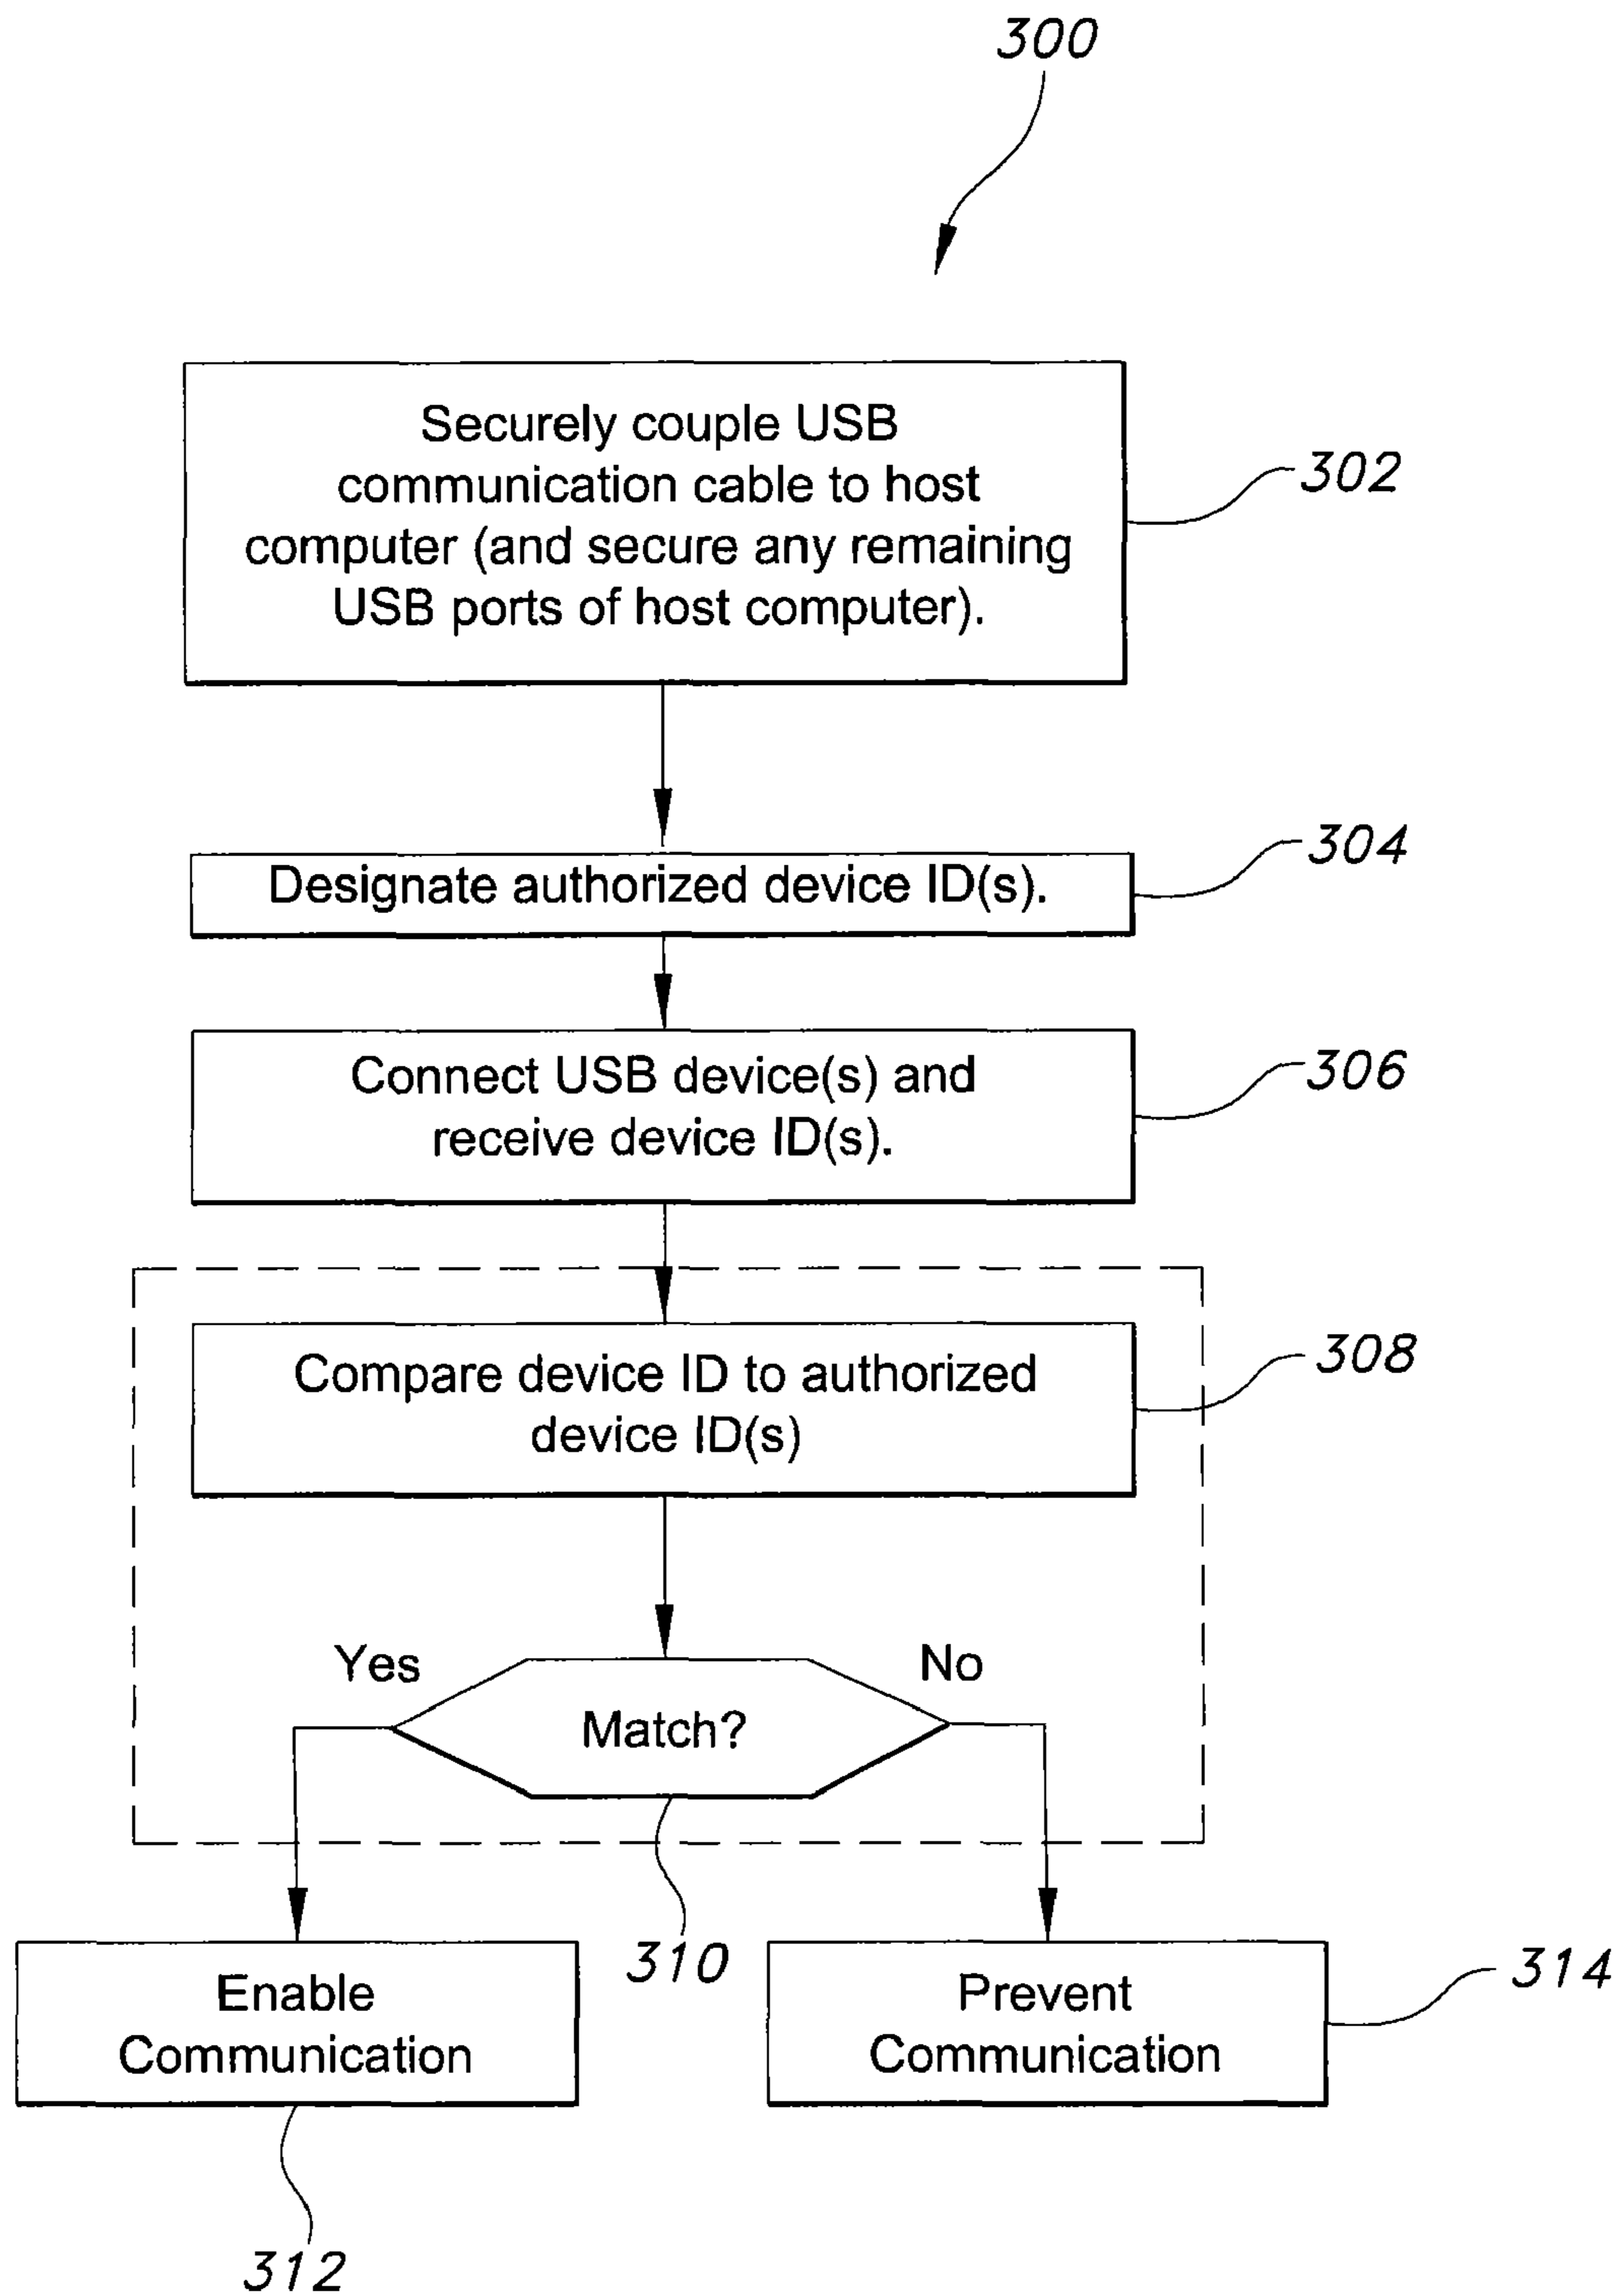 300
Securely couple USB
communication cable to host
computer (and secure any remaining
USB ports of host computer).
302
Designate authorized device ID(s).
304
Connect USB device(s) and
receive device ID(s).
306
Compare device ID to authorized
device ID(s)
308
Yes
No
Match?
310
Enable
Communication
312
Prevent
Communication
314